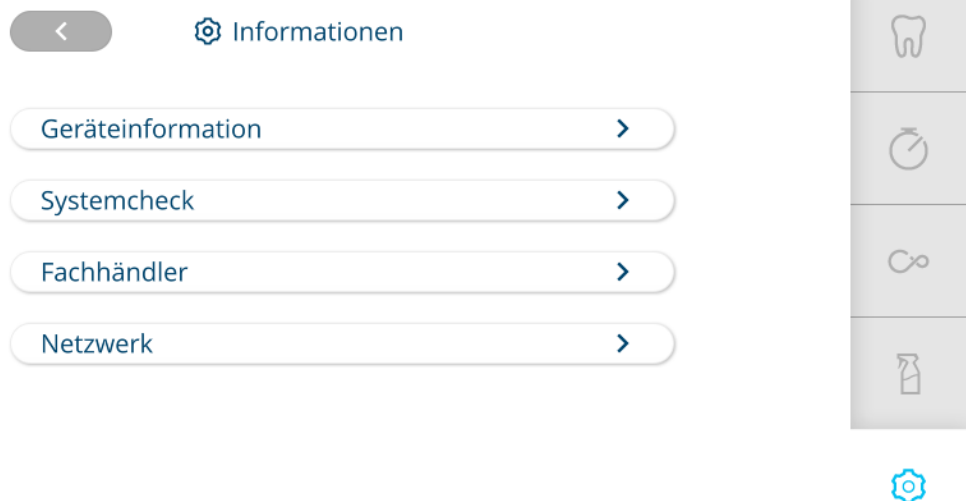 Informationen
Geräteinformation
Systemcheck
Fachhändler
Netzwerk